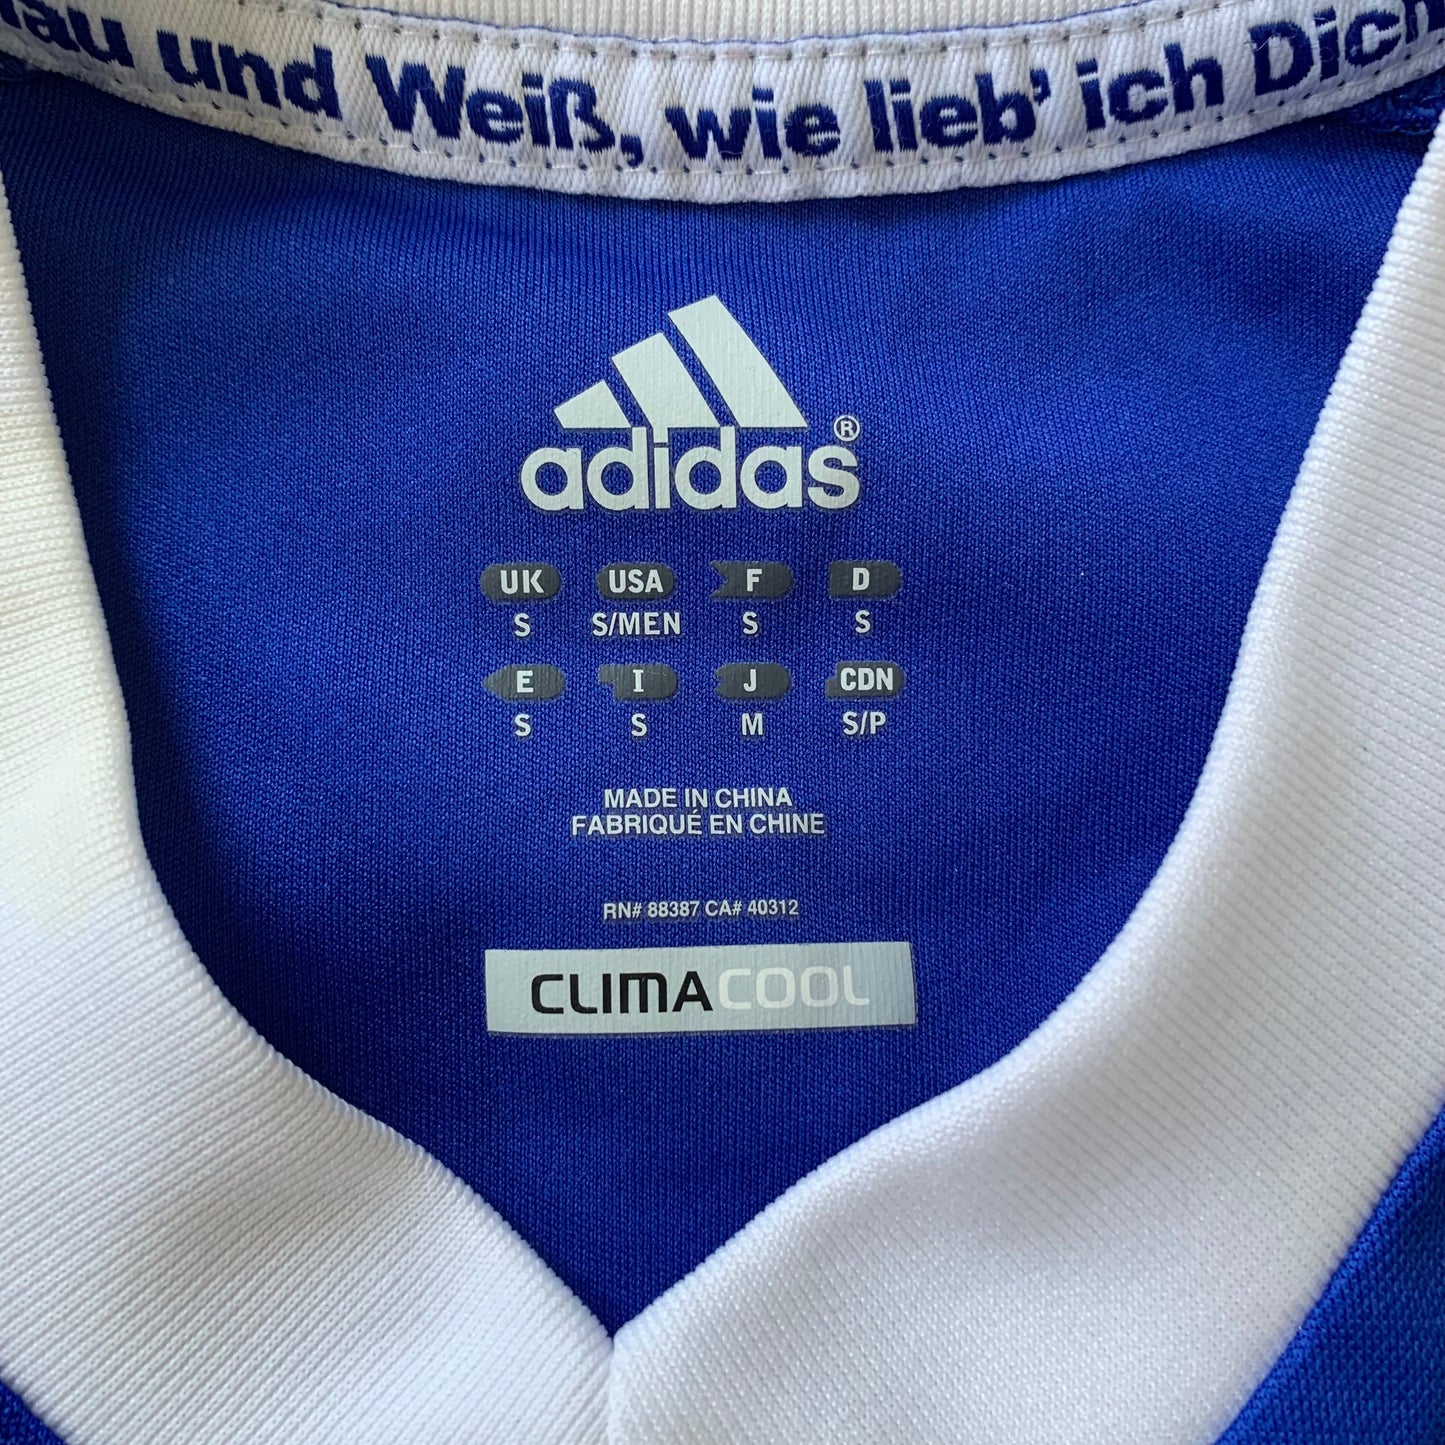 und Weiß, wie lieb' ich Dich
adidas®
UK USA F D
S S/MEN S S
E I J CDN
S S M S/P
MADE IN CHINA
FABRIQUÉ EN CHINE
RN# 88387 CA# 40312
CLIMACOOL